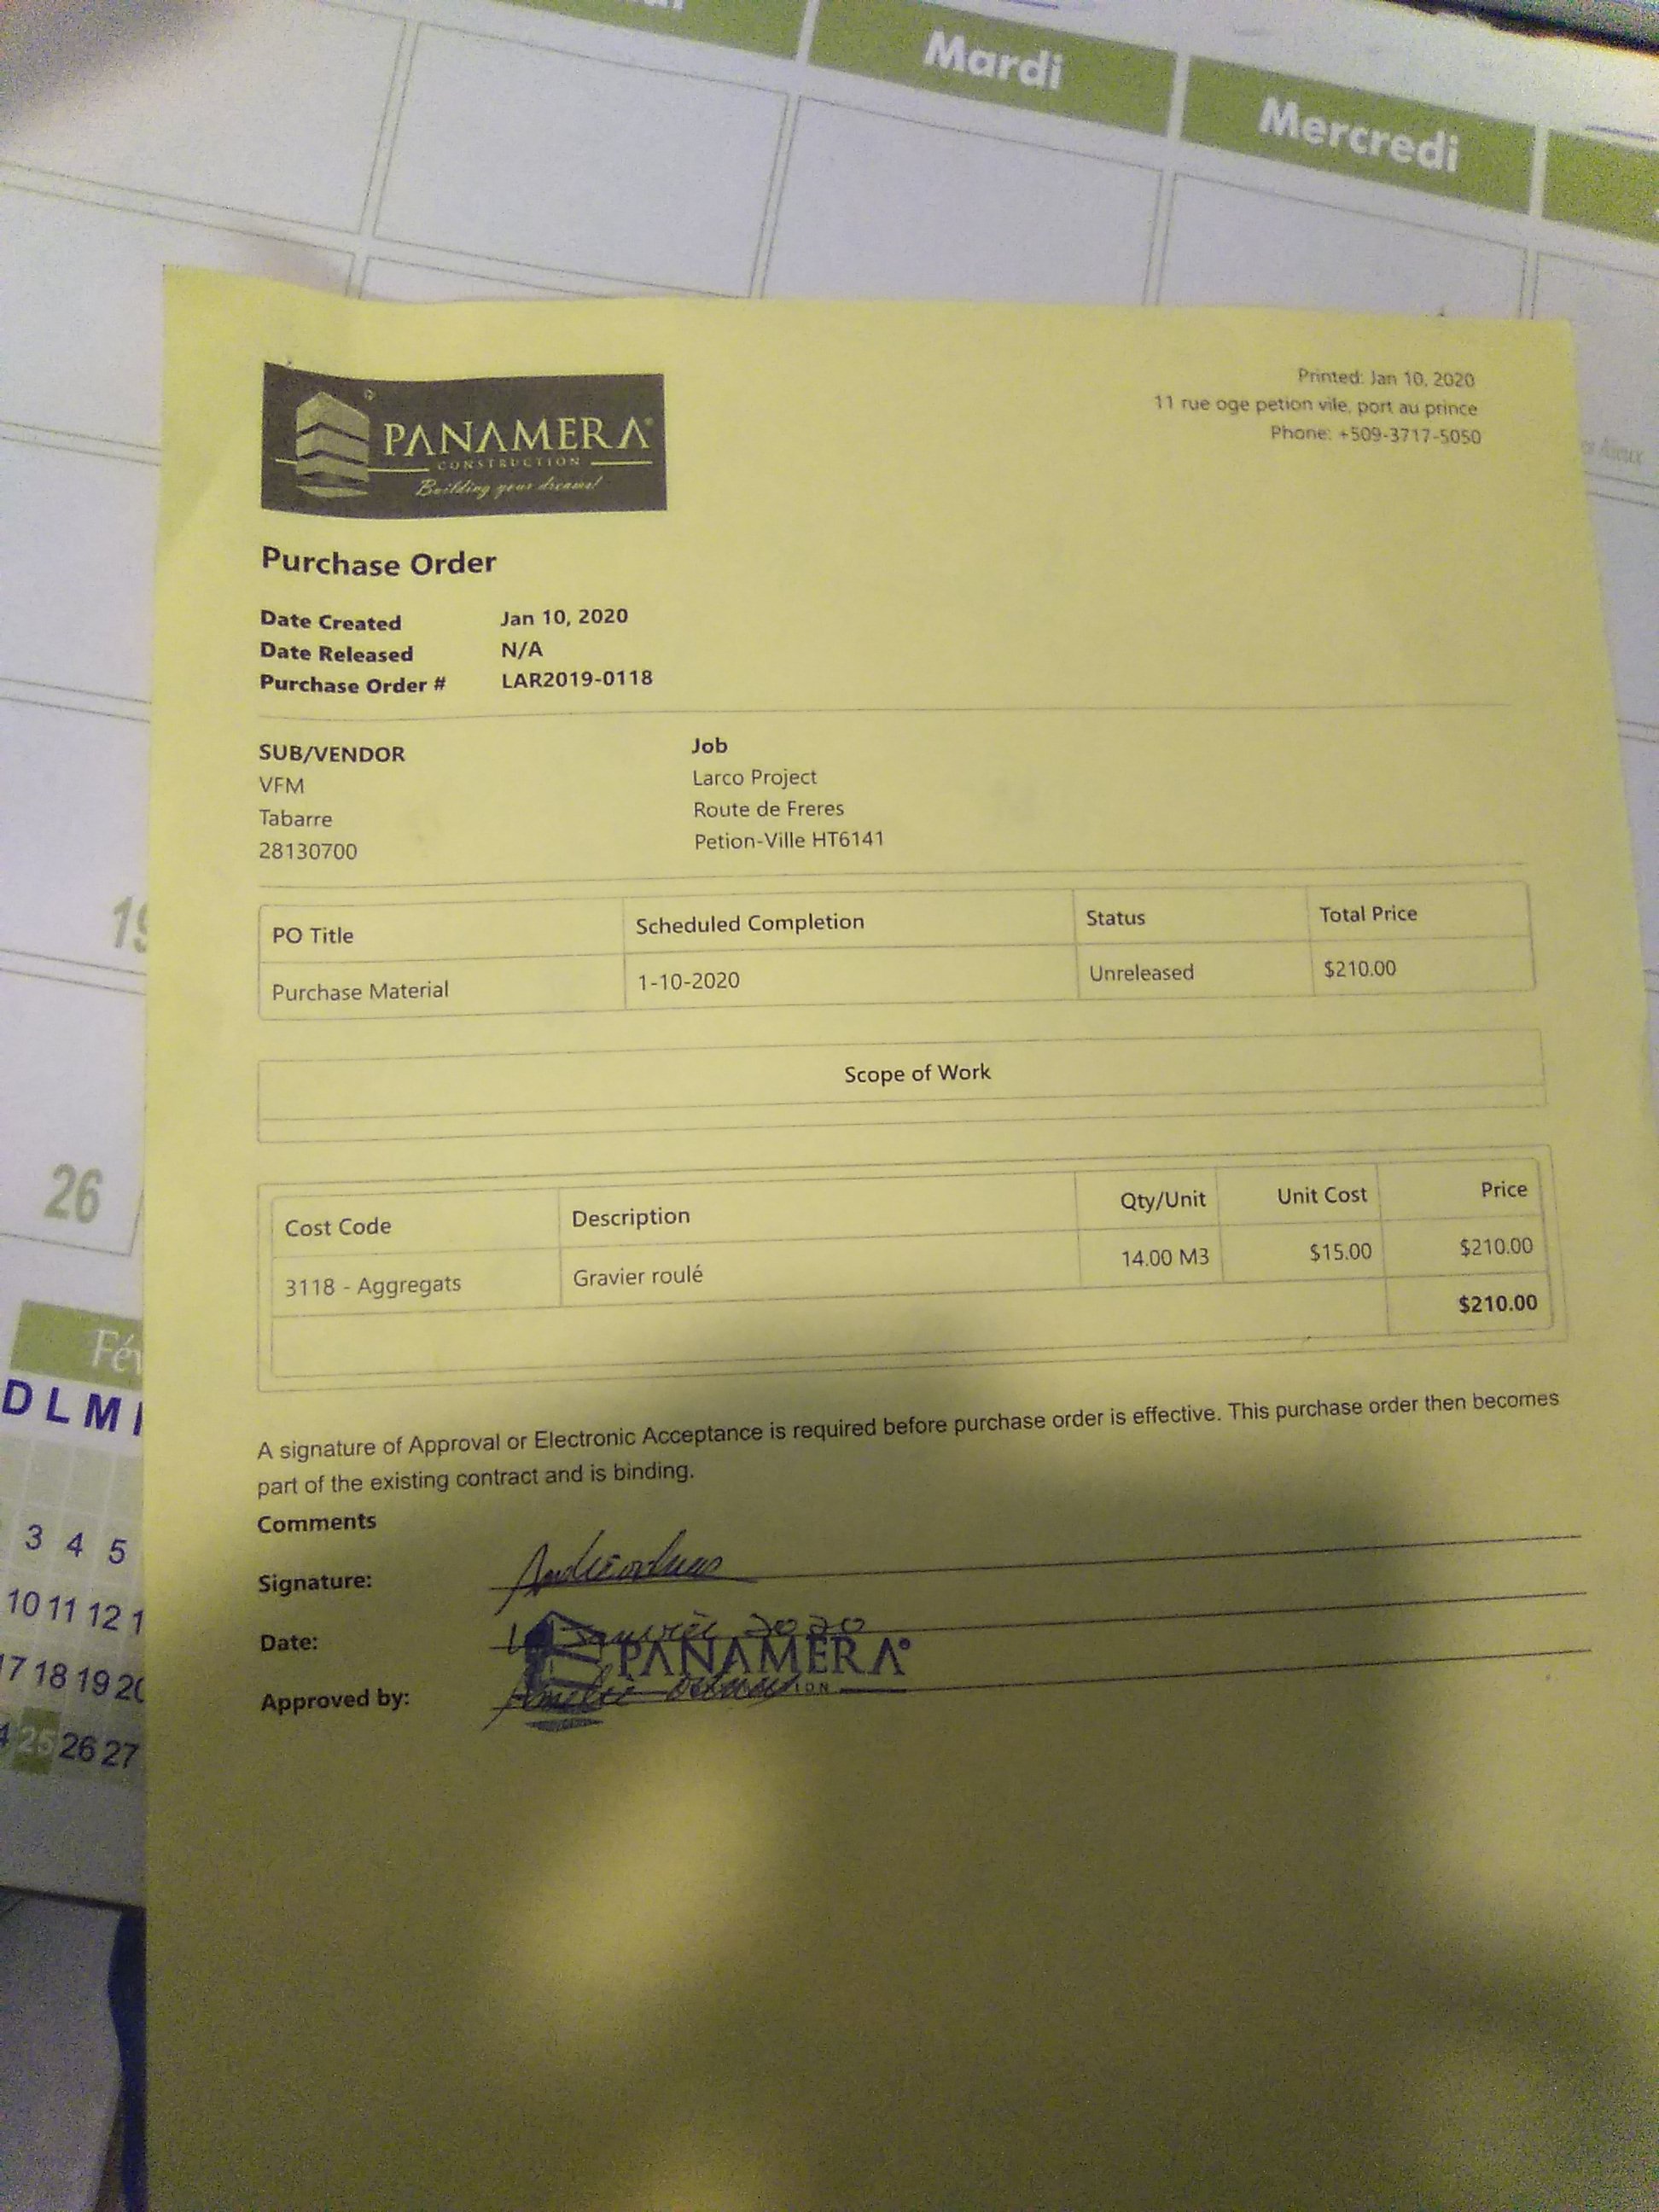 Mardi
Mercredi
PANAMERA
CONSTRUCTION
Building your dreams!
Printed: Jan 10, 2020
11 rue oge petion vile, port au prince
Phone: +509-3717-5050
Purchase Order
Date Created Jan 10, 2020
Date Released N/A
Purchase Order # LAR2019-0118
SUB/VENDOR
VFM
Tabarre
28130700
Job
Larco Project
Route de Freres
Petion-Ville HT6141
PO Title Scheduled Completion Status Total Price
Purchase Material 1-10-2020 Unreleased $210.00
Scope of Work
Cost Code Description Qty/Unit Unit Cost Price
3118 - Aggregats Gravier roulé 14.00 M3 $15.00 $210.00
$210.00
A signature of Approval or Electronic Acceptance is required before purchase order is effective. This purchase order then becomes
part of the existing contract and is binding.
Comments
Signature:
Date: 2020
PANAMERA
Approved by:
19
26
D L M
3 4 5
10 11 12
17 18 19
25 26 27